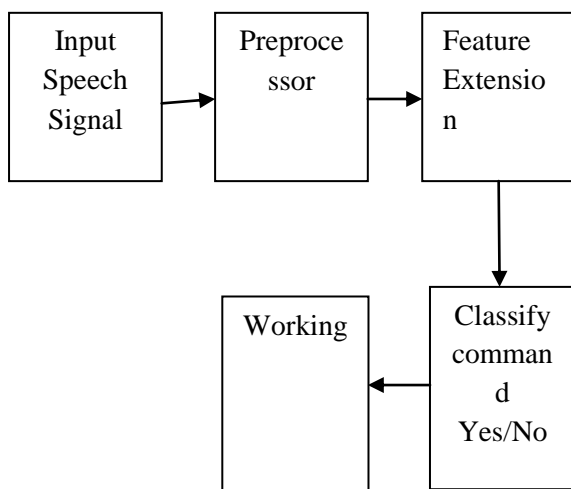 Input
Speech
Signal
Preproce
ssor
Feature
Extensio
n
Classify
comman
d
Yes/No
Working